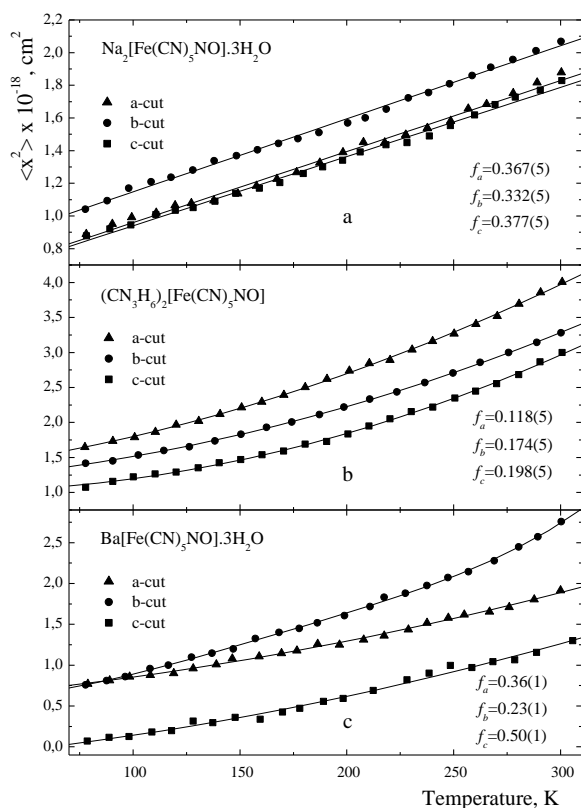 <x²> x 10⁻¹⁸, cm²
2,2
2,0
1,8
1,6
1,4
1,2
1,0
0,8
Na₂[Fe(CN)₅NO].3H₂O
a-cut
b-cut
c-cut
fₐ=0.367(5)
f_b=0.332(5)
f_c=0.377(5)
a
4,0
3,5
3,0
2,5
2,0
1,5
1,0
(CN₃H₆)₂[Fe(CN)₅NO]
a-cut
b-cut
c-cut
fₐ=0.118(5)
f_b=0.174(5)
f_c=0.198(5)
b
2,5
2,0
1,5
1,0
0,5
0,0
Ba[Fe(CN)₅NO].3H₂O
a-cut
b-cut
c-cut
fₐ=0.36(1)
f_b=0.23(1)
f_c=0.50(1)
c
100 150 200 250 300
Temperature, K